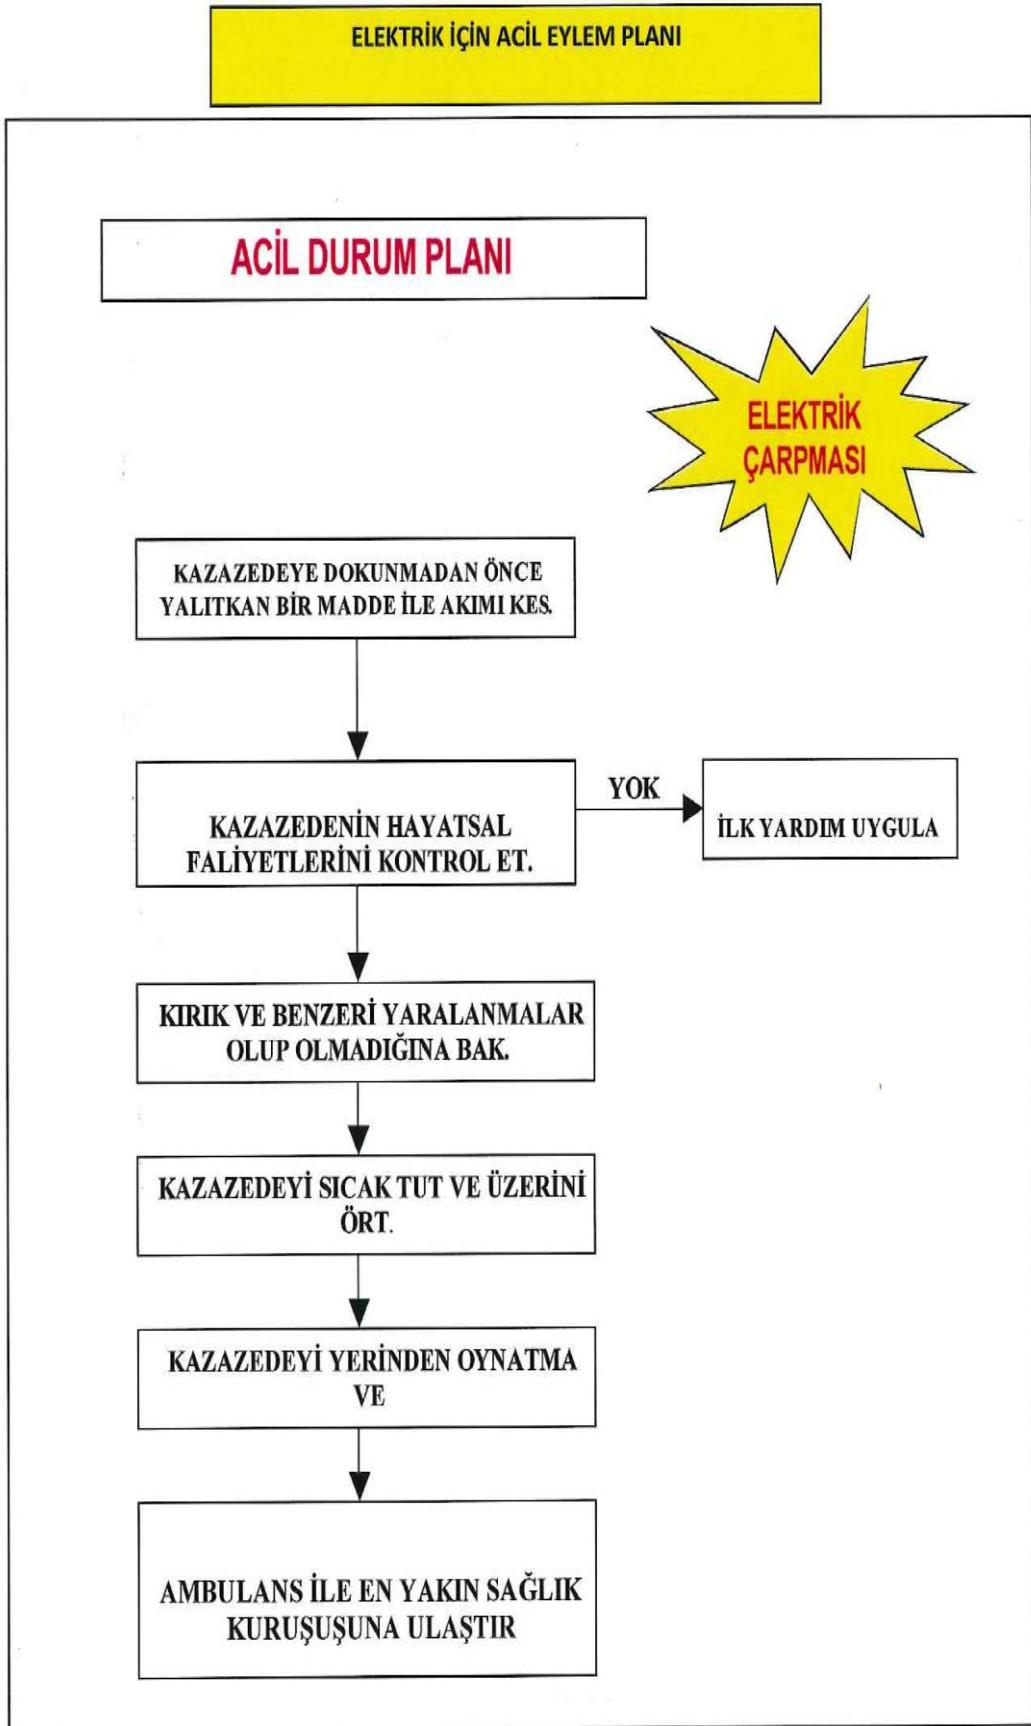 ELEKTRİK İÇİN ACİL EYLEM PLANI
ACİL DURUM PLANI
ELEKTRİK
ÇARPMASI
KAZAZEDEYE DOKUNMADAN ÖNCE
YALITKAN BİR MADDE İLE AKIMI KES.
KAZAZEDENİN HAYATSAL
FALİYETLERİNİ KONTROL ET.
YOK
İLK YARDIM UYGULA
KIRIK VE BENZERİ YARALANMALAR
OLUP OLMADIĞINA BAK.
KAZAZEDEYİ SICAK TUT VE ÜZERİNİ
ÖRT.
KAZAZEDEYİ YERİNDEN OYNATMA
VE
AMBULANS İLE EN YAKIN SAĞLIK
KURUŞUŞUNA ULAŞTIR